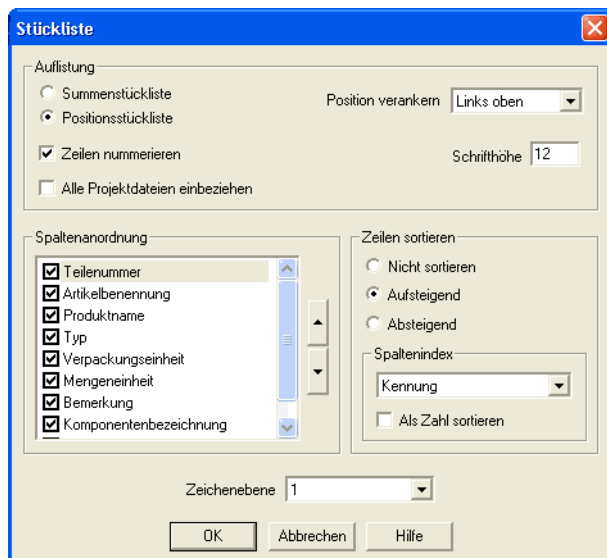 Stückliste
Auflistung
Summenstückliste
Positionsstückliste
Position verankern Links oben
Zeilen nummerieren
Schrifthöhe 12
Alle Projektdateien einbeziehen
Spaltenanordnung
Teilenummer
Artikelbenennung
Produktname
Typ
Verpackungseinheit
Mengeneinheit
Bemerkung
Komponentenbezeichnung
Zeilen sortieren
Nicht sortieren
Aufsteigend
Absteigend
Spaltenindex
Kennung
Als Zahl sortieren
Zeichenebene 1
OK Abbrechen Hilfe